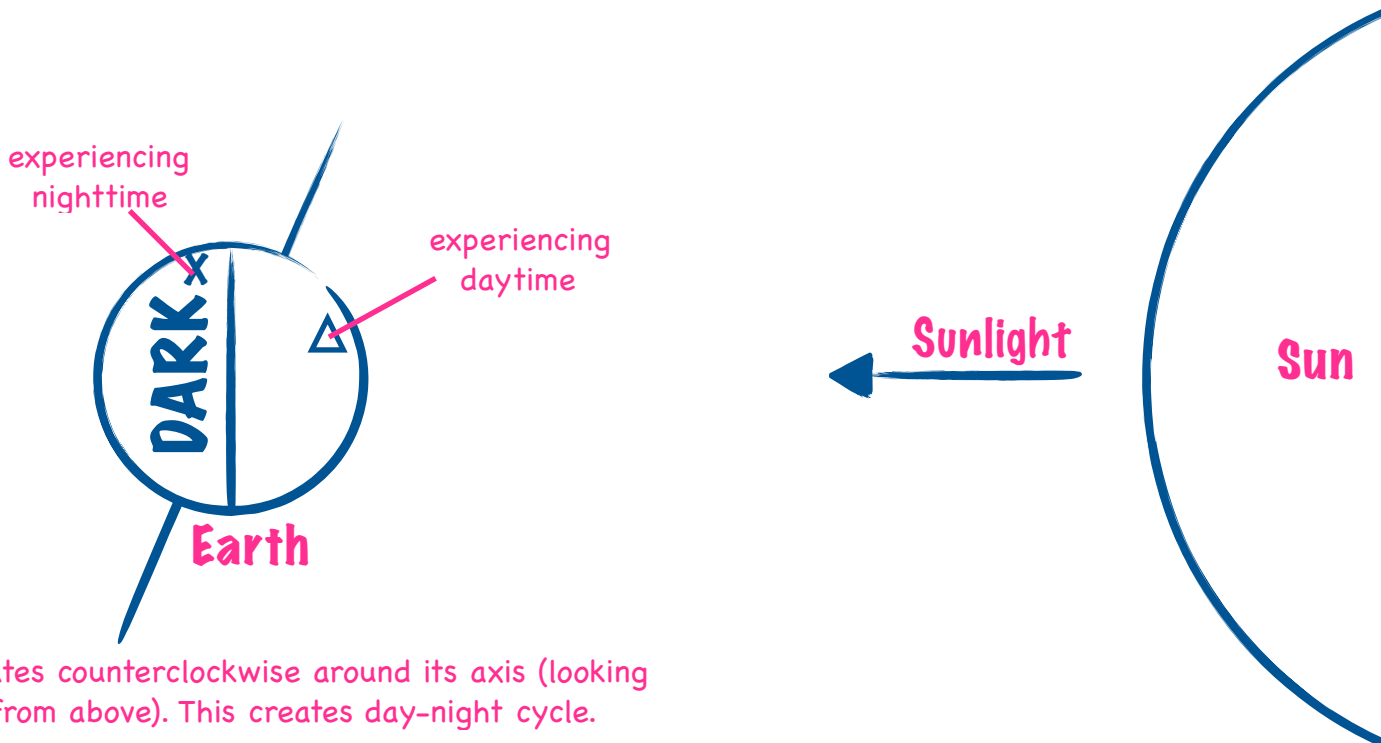 experiencing
nighttime
experiencing
daytime
DARK
x
Sunlight
Sun
Earth
tes counterclockwise around its axis (looking
from above). This creates day-night cycle.